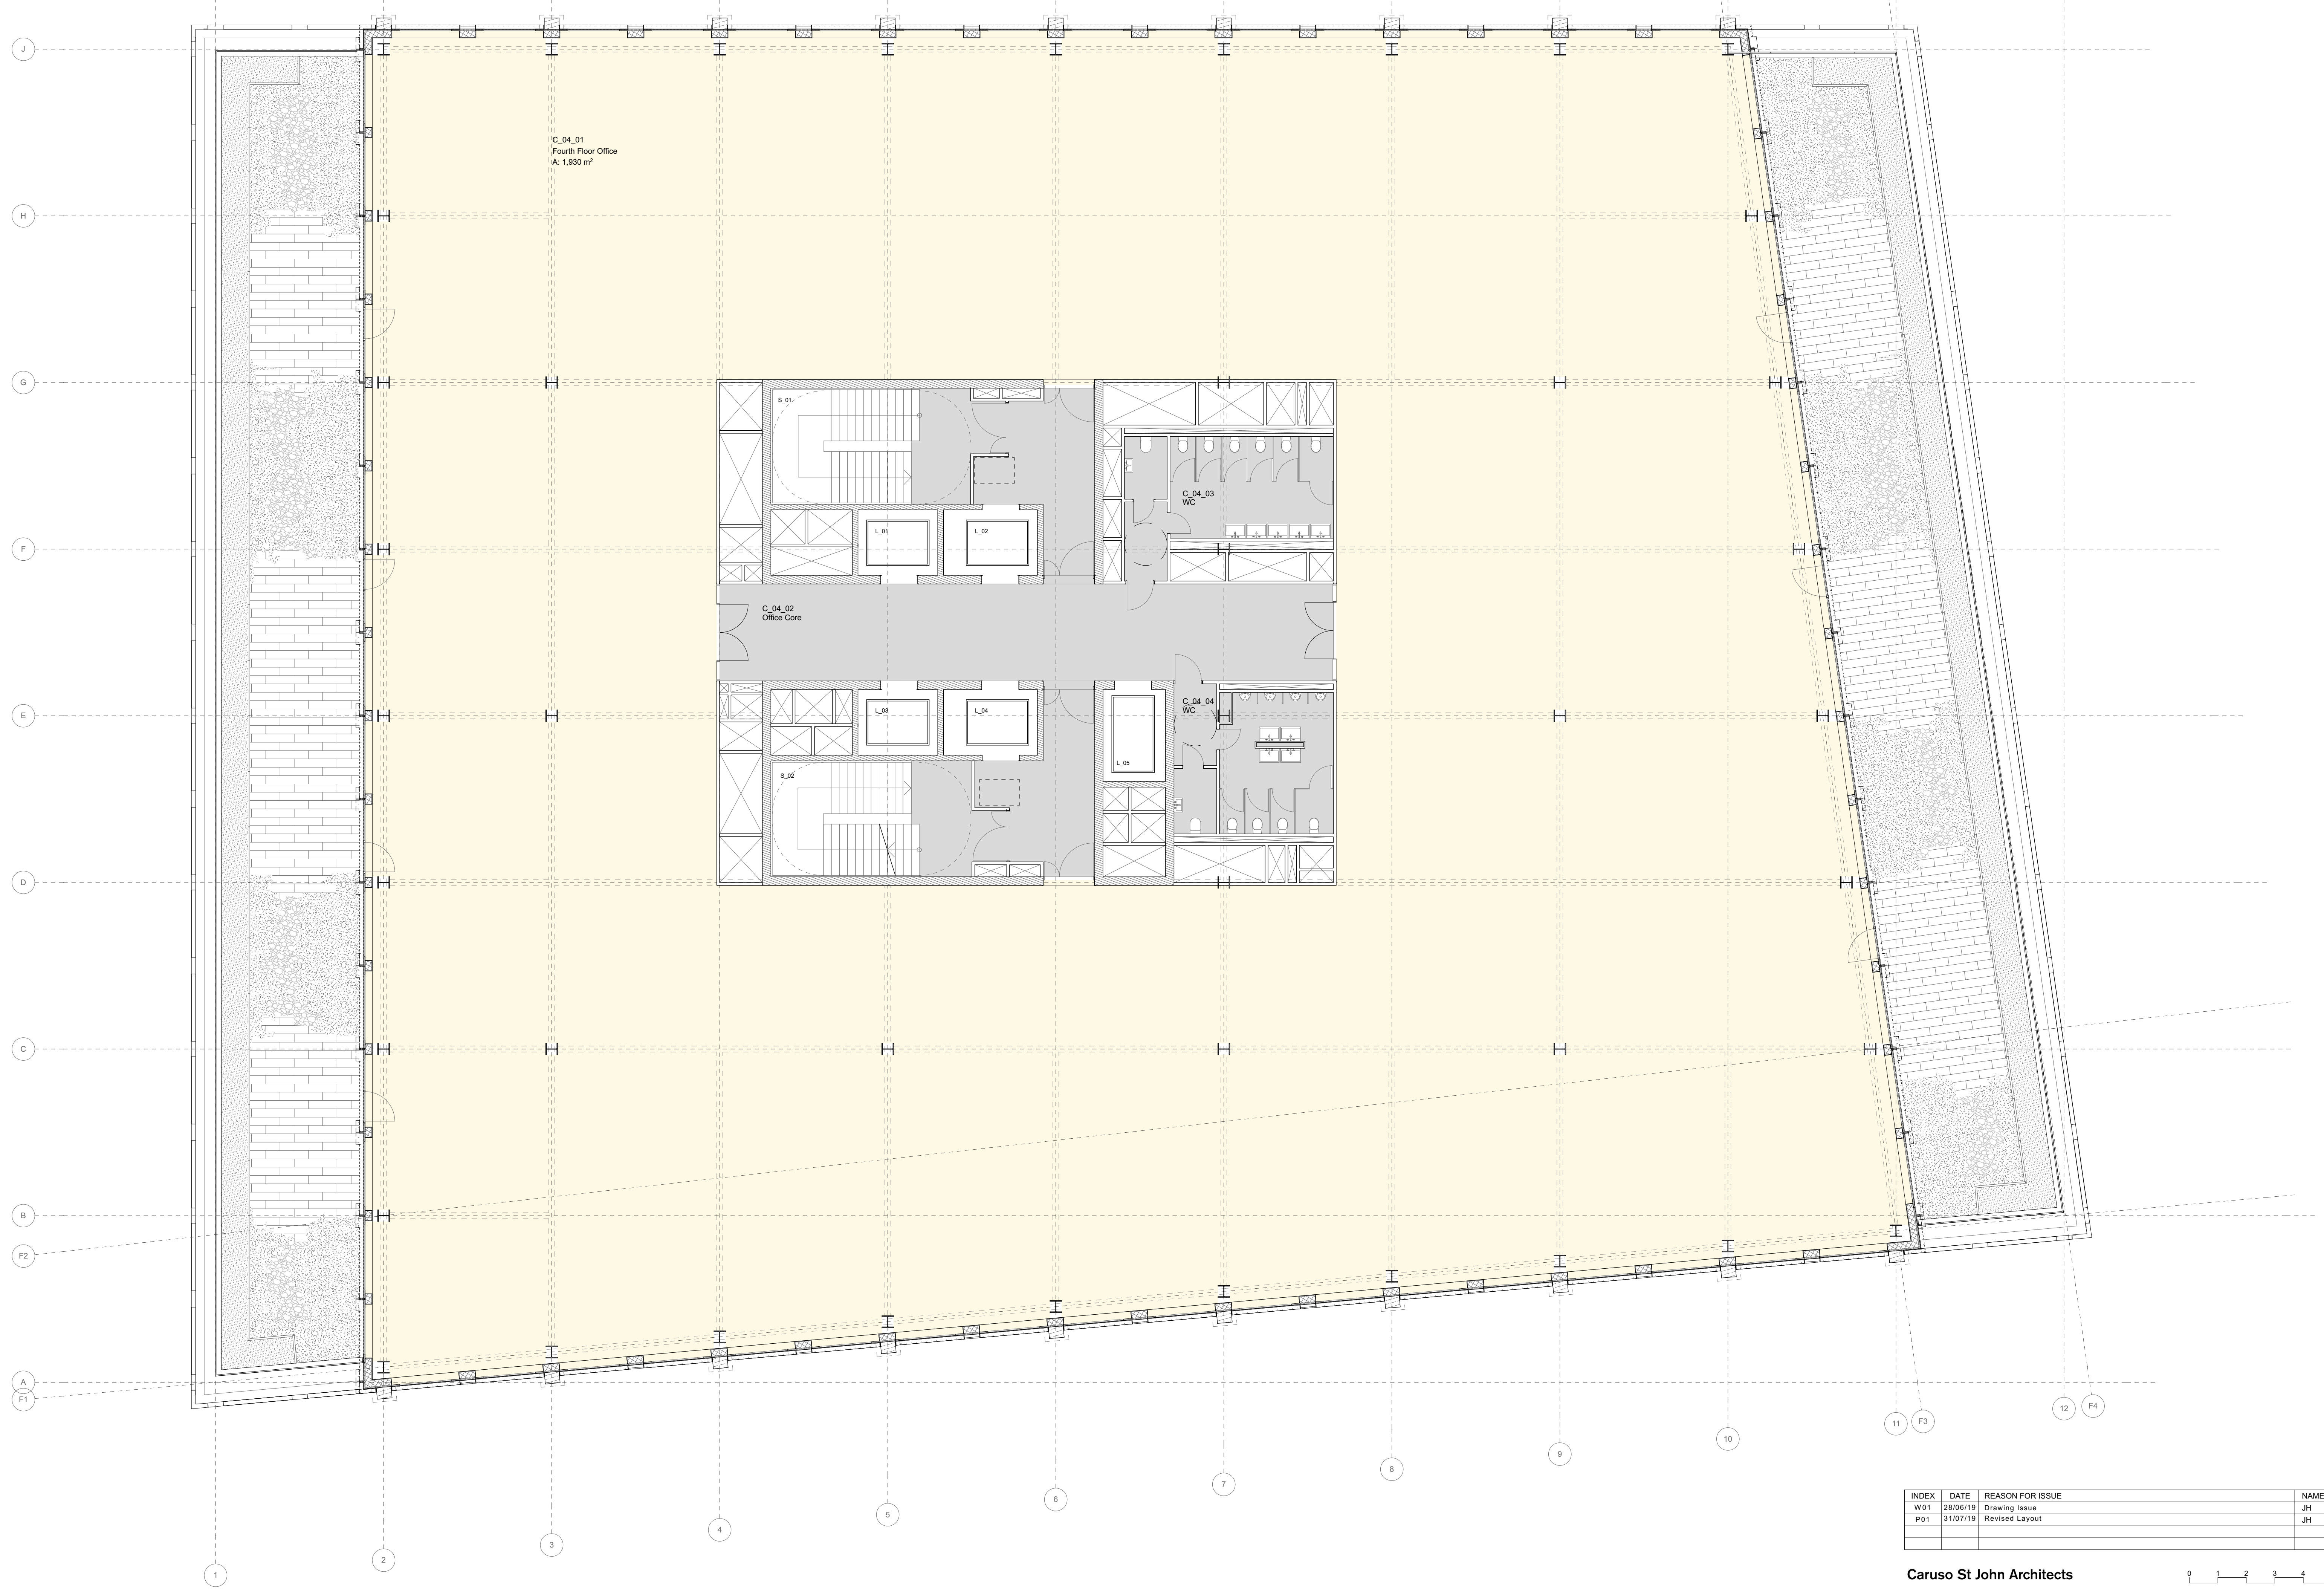 J
H
G
F
E
D
C
B
F2
A
F1
C_04_01
Fourth Floor Office
A: 1,930 m²
S_01
L_01
L_02
C_04_03
WC
C_04_02
Office Core
L_03
L_04
C_04_04
WC
L_05
S_02
1
2
3
4
5
6
7
8
9
10
11
F3
12
F4
INDEX DATE REASON FOR ISSUE NAME
W01 28/06/19 Drawing Issue JH
P01 31/07/19 Revised Layout JH
Caruso St John Architects
0 1 2 3 4